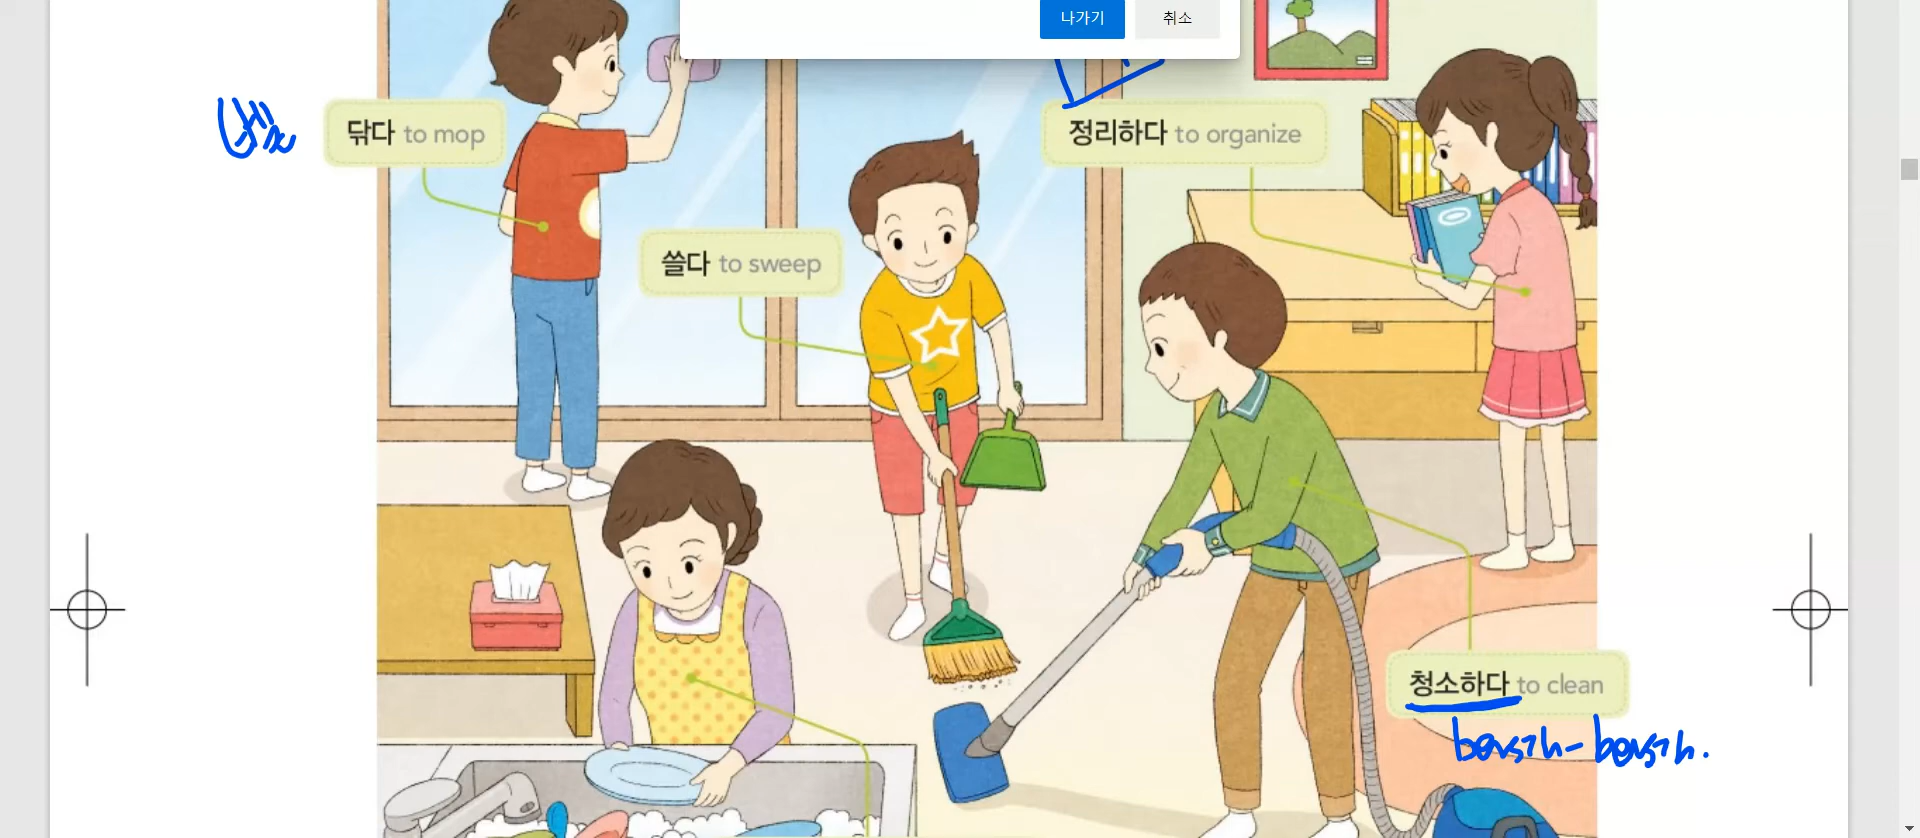 나가기 취소
닦다 to mop
정리하다 to organize
쓸다 to sweep
청소하다 to clean